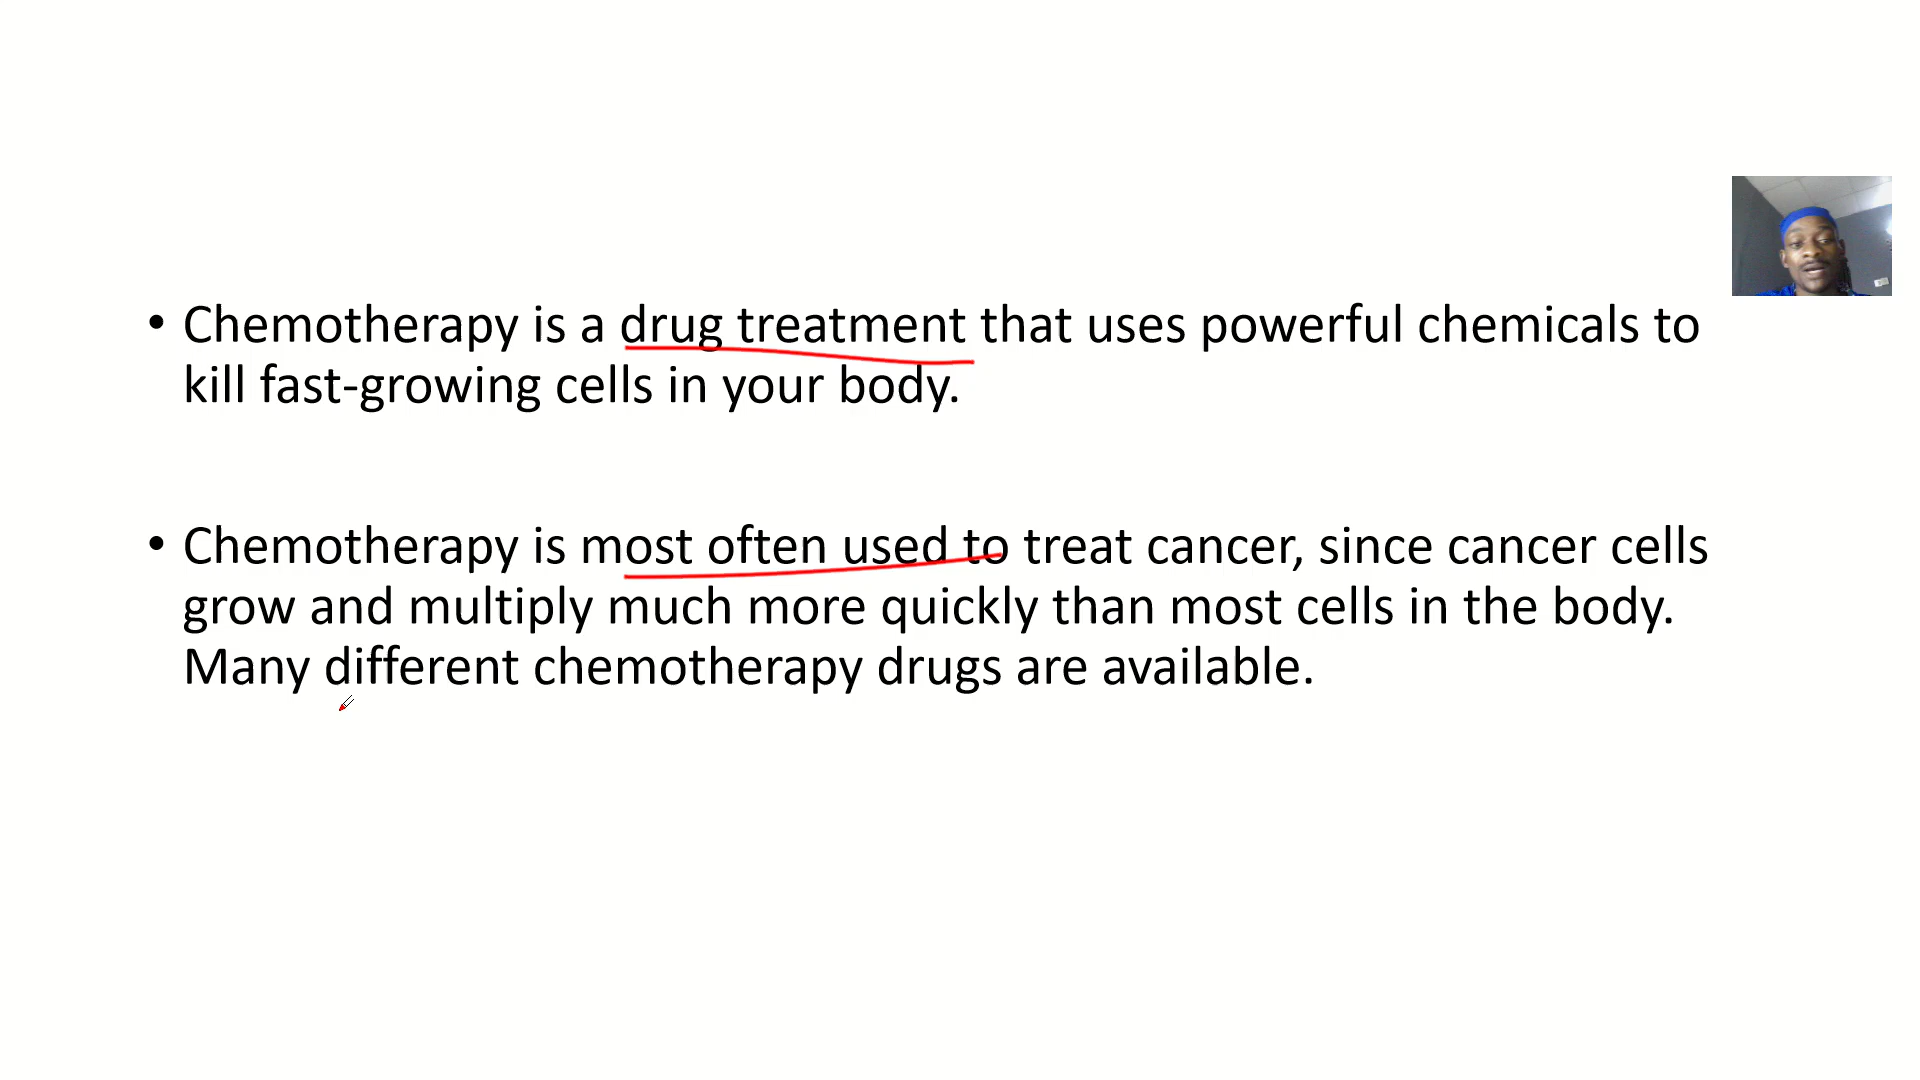 • Chemotherapy is a drug treatment that uses powerful chemicals to
kill fast-growing cells in your body.
• Chemotherapy is most often used to treat cancer, since cancer cells
grow and multiply much more quickly than most cells in the body.
Many different chemotherapy drugs are available.